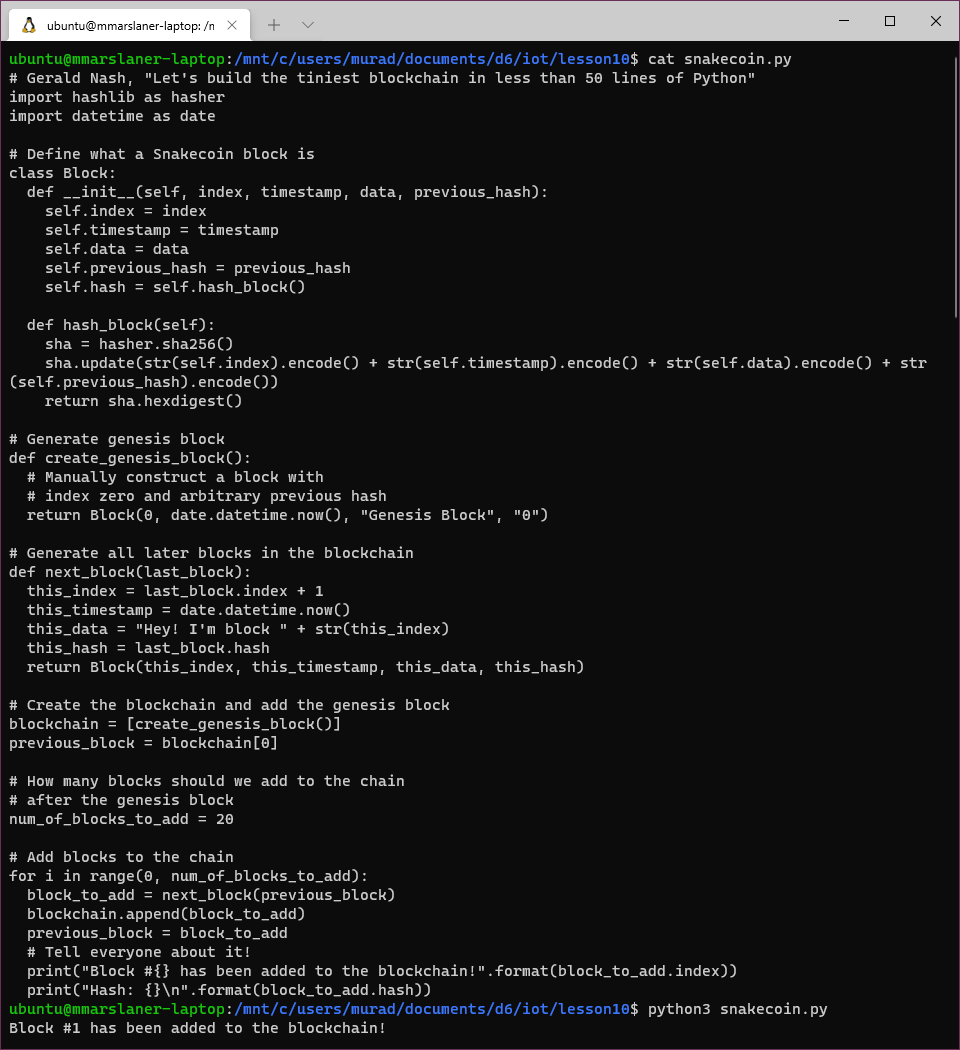 ubuntu@mmarslaner-laptop: /n
ubuntu@mmarslaner-laptop:/mnt/c/users/murad/documents/d6/iot/lesson10$ cat snakecoin.py
# Gerald Nash, "Let's build the tiniest blockchain in less than 50 lines of Python"
import hashlib as hasher
import datetime as date

# Define what a Snakecoin block is
class Block:
  def __init__(self, index, timestamp, data, previous_hash):
    self.index = index
    self.timestamp = timestamp
    self.data = data
    self.previous_hash = previous_hash
    self.hash = self.hash_block()

  def hash_block(self):
    sha = hasher.sha256()
    sha.update(str(self.index).encode() + str(self.timestamp).encode() + str(self.data).encode() + str
(self.previous_hash).encode())
    return sha.hexdigest()

# Generate genesis block
def create_genesis_block():
  # Manually construct a block with
  # index zero and arbitrary previous hash
  return Block(0, date.datetime.now(), "Genesis Block", "0")

# Generate all later blocks in the blockchain
def next_block(last_block):
  this_index = last_block.index + 1
  this_timestamp = date.datetime.now()
  this_data = "Hey! I'm block " + str(this_index)
  this_hash = last_block.hash
  return Block(this_index, this_timestamp, this_data, this_hash)

# Create the blockchain and add the genesis block
blockchain = [create_genesis_block()]
previous_block = blockchain[0]

# How many blocks should we add to the chain
# after the genesis block
num_of_blocks_to_add = 20

# Add blocks to the chain
for i in range(0, num_of_blocks_to_add):
  block_to_add = next_block(previous_block)
  blockchain.append(block_to_add)
  previous_block = block_to_add
  # Tell everyone about it!
  print("Block #{} has been added to the blockchain!".format(block_to_add.index))
  print("Hash: {}\n".format(block_to_add.hash))
ubuntu@mmarslaner-laptop:/mnt/c/users/murad/documents/d6/iot/lesson10$ python3 snakecoin.py
Block #1 has been added to the blockchain!